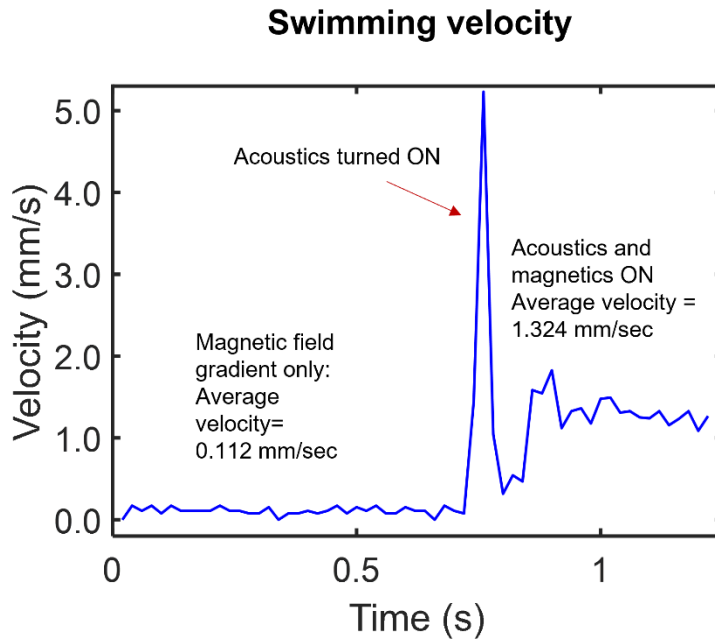 Swimming velocity
5.0
4.0
3.0
2.0
1.0
0.0
Velocity (mm/s)
Acoustics turned ON
Acoustics and
magnetics ON
Average velocity =
1.324 mm/sec
Magnetic field
gradient only:
Average
velocity=
0.112 mm/sec
0
0.5
1
Time (s)